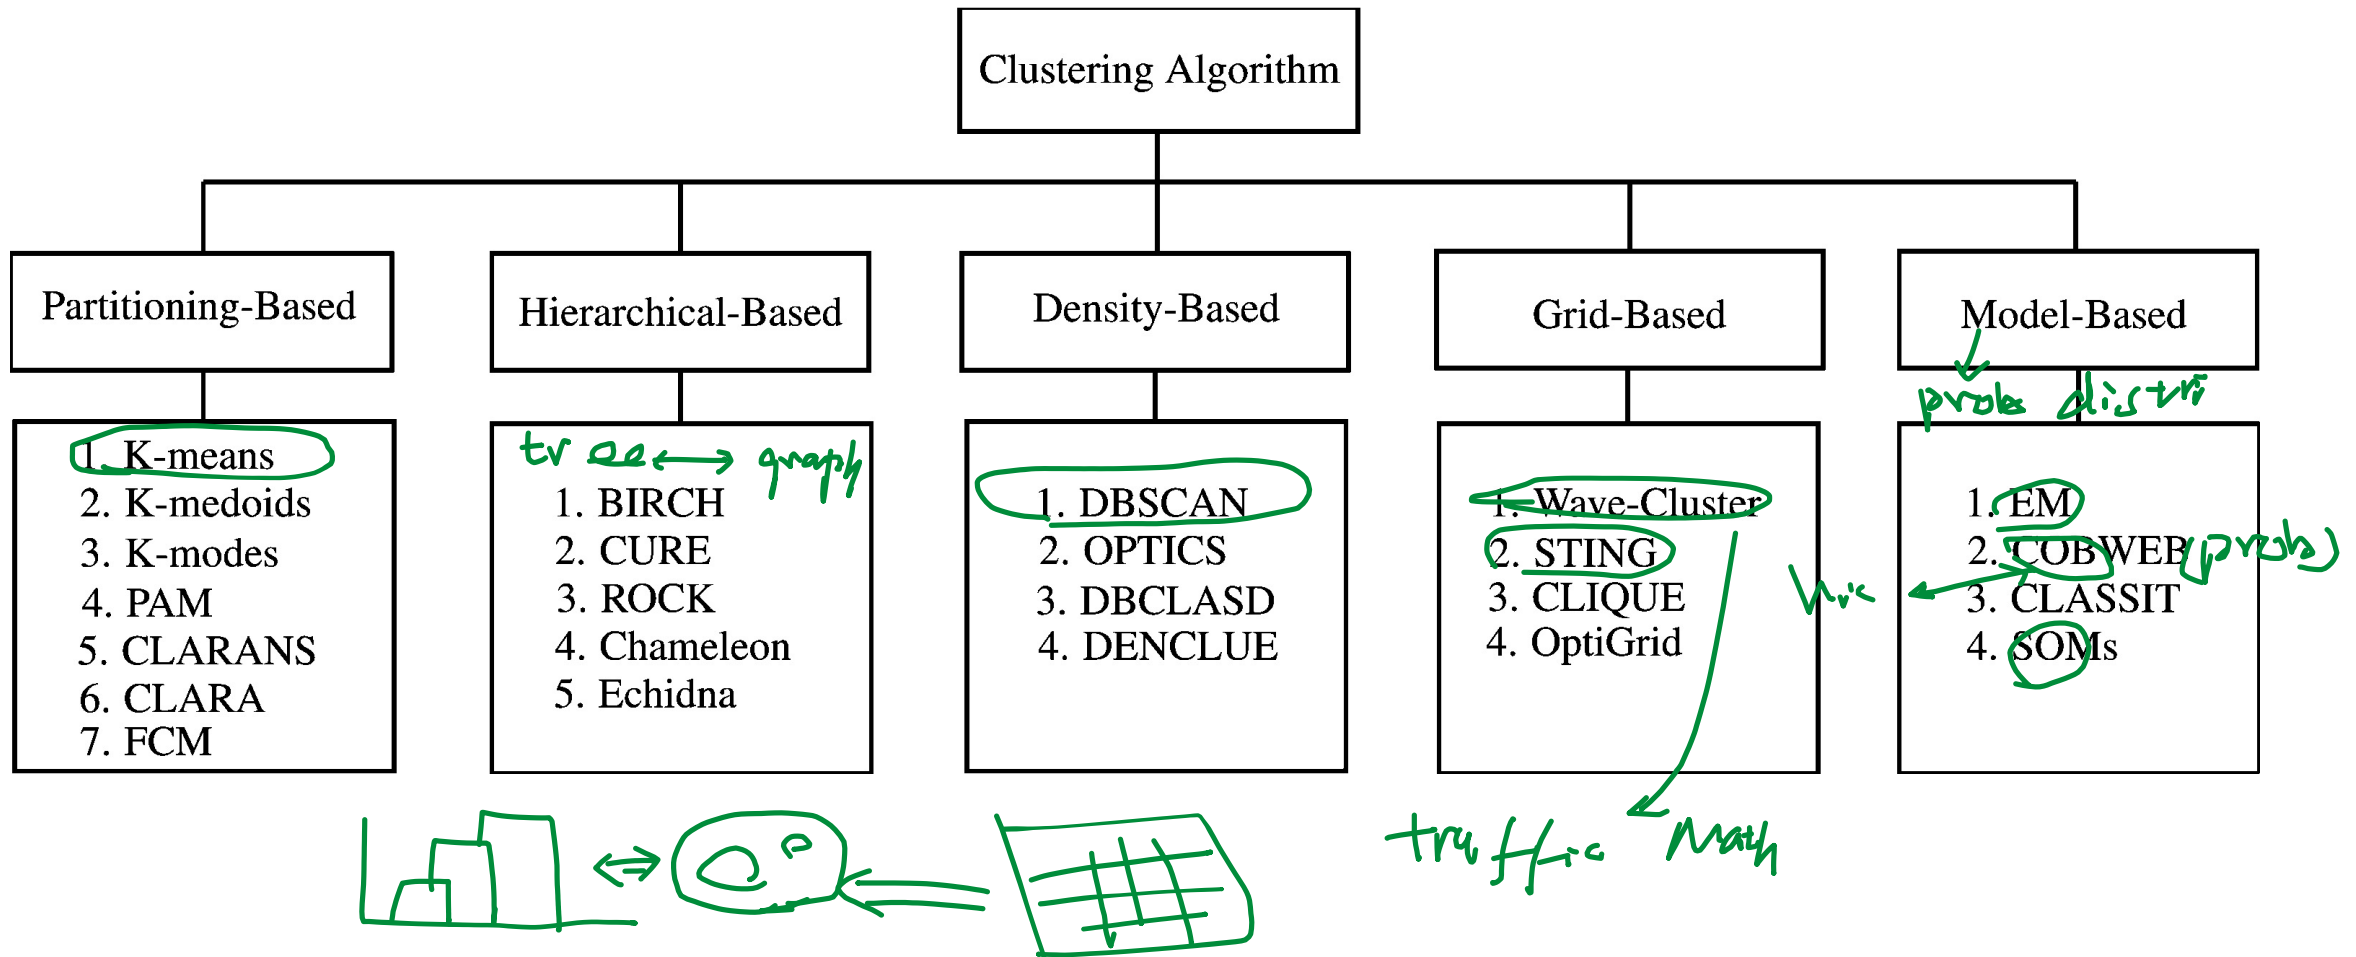 Clustering Algorithm
Partitioning-Based
Hierarchical-Based
Density-Based
Grid-Based
Model-Based
prob distri
1. K-means
2. K-medoids
3. K-modes
4. PAM
5. CLARANS
6. CLARA
7. FCM
tree graph
1. BIRCH
2. CURE
3. ROCK
4. Chameleon
5. Echidna
1. DBSCAN
2. OPTICS
3. DBCLASD
4. DENCLUE
1. Wave-Cluster
2. STING
3. CLIQUE
4. OptiGrid
1. EM
2. COBWEB (prob)
3. CLASSIT
4. SOMs
traffic Math